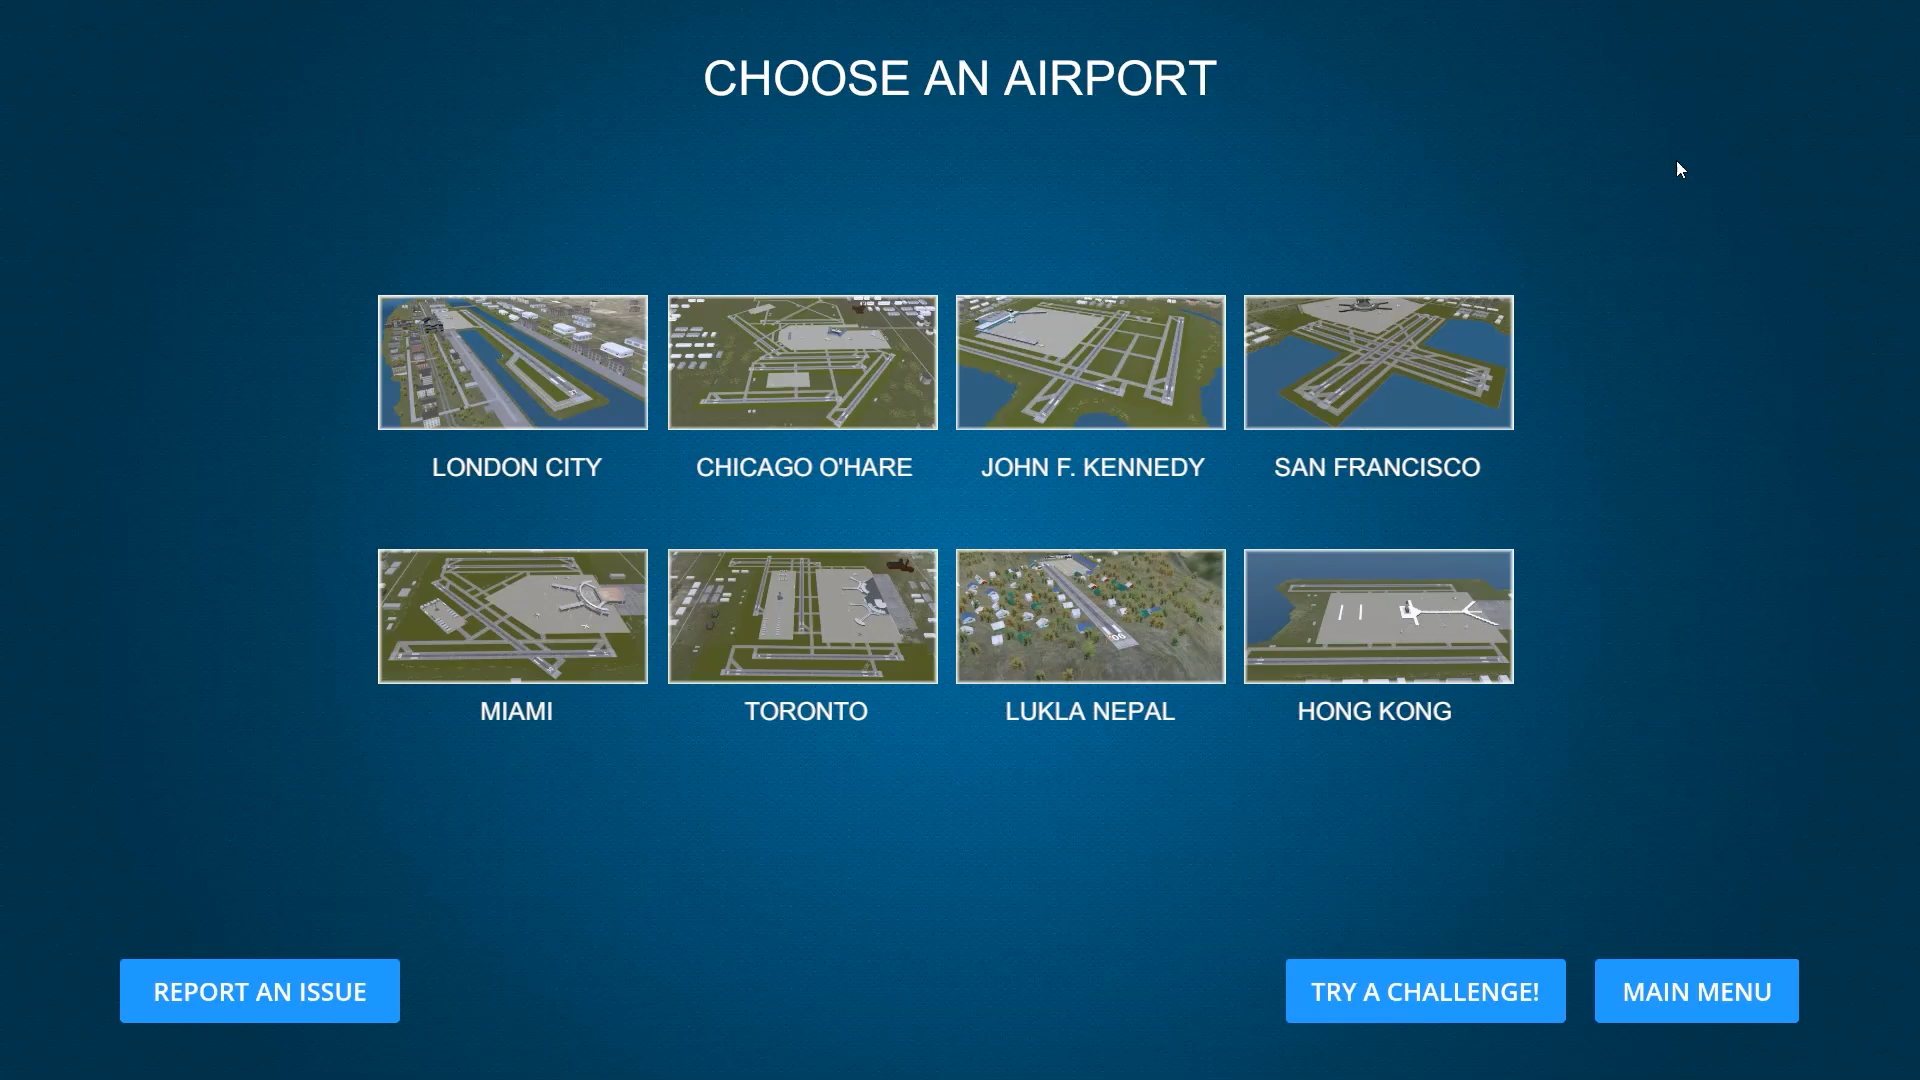 CHOOSE AN AIRPORT
LONDON CITY
CHICAGO O'HARE
JOHN F. KENNEDY
SAN FRANCISCO
MIAMI
TORONTO
LUKLA NEPAL
HONG KONG
REPORT AN ISSUE
TRY A CHALLENGE!
MAIN MENU